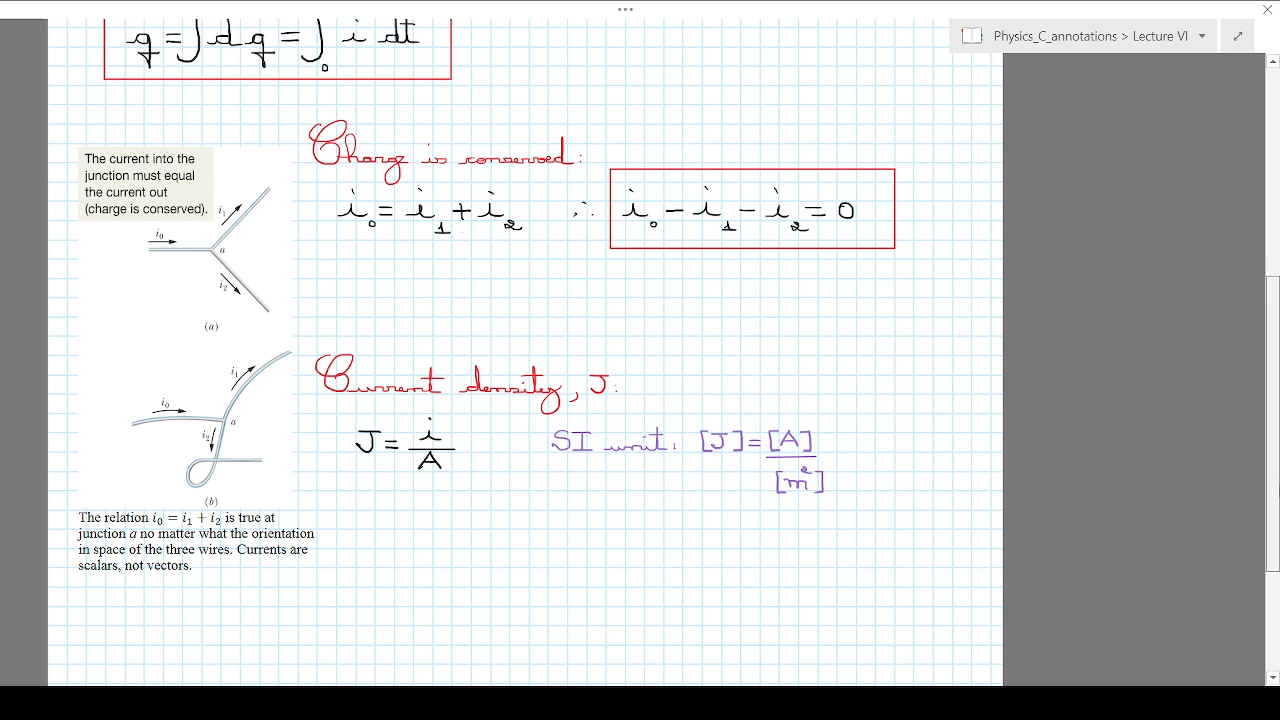 Physics_C_annotations > Lecture VI
q = ∫ dq = ∫₀ i dt
Charge is conserved:
The current into the
junction must equal
the current out
(charge is conserved).
i₀ = i₁ + i₂ ∴ i₀ - i₁ - i₂ = 0
i₁
i₀
a
i₂
(a)
Current density, J:
i₁
i₀
a
i₂
J = i/A SI unit: [J] = [A]/[m²]
(b)
The relation i₀ = i₁ + i₂ is true at
junction a no matter what the orientation
in space of the three wires. Currents are
scalars, not vectors.